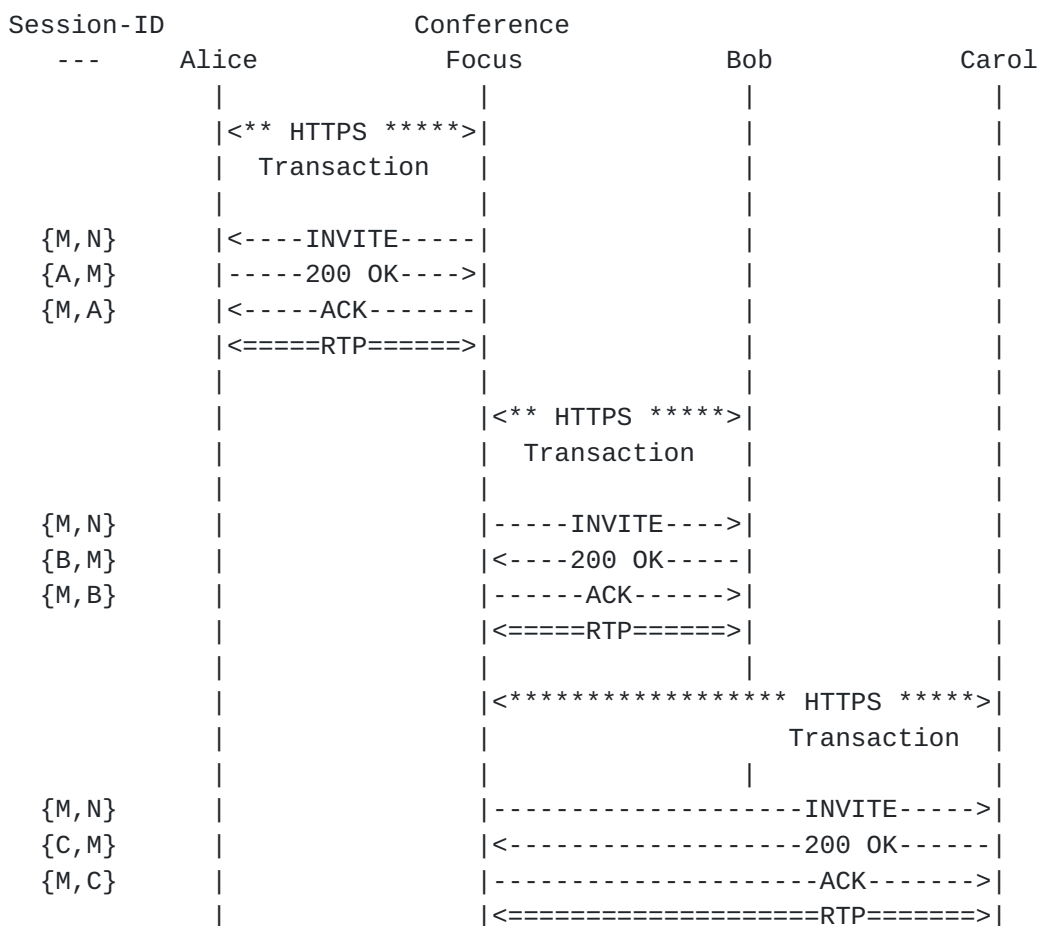 Session-ID                Conference
   ---     Alice            Focus             Bob            Carol
             |                |                |               |
             |<** HTTPS *****>|                |               |
             |  Transaction   |                |               |
             |                |                |               |
  {M,N}      |<----INVITE-----|                |               |
  {A,M}      |-----200 OK---->|                |               |
  {M,A}      |<-----ACK-------|                |               |
             |<=====RTP======>|                |               |
             |                |                |               |
             |                |<** HTTPS *****>|               |
             |                |  Transaction   |               |
             |                |                |               |
  {M,N}      |                |-----INVITE---->|               |
  {B,M}      |                |<----200 OK-----|               |
  {M,B}      |                |------ACK------>|               |
             |                |<=====RTP======>|               |
             |                |                |               |
             |                |<****************** HTTPS *****>|
             |                |                   Transaction  |
             |                |                |               |
  {M,N}      |                |--------------------INVITE----->|
  {C,M}      |                |<-------------------200 OK------|
  {M,C}      |                |---------------------ACK------->|
             |                |<====================RTP=======>|